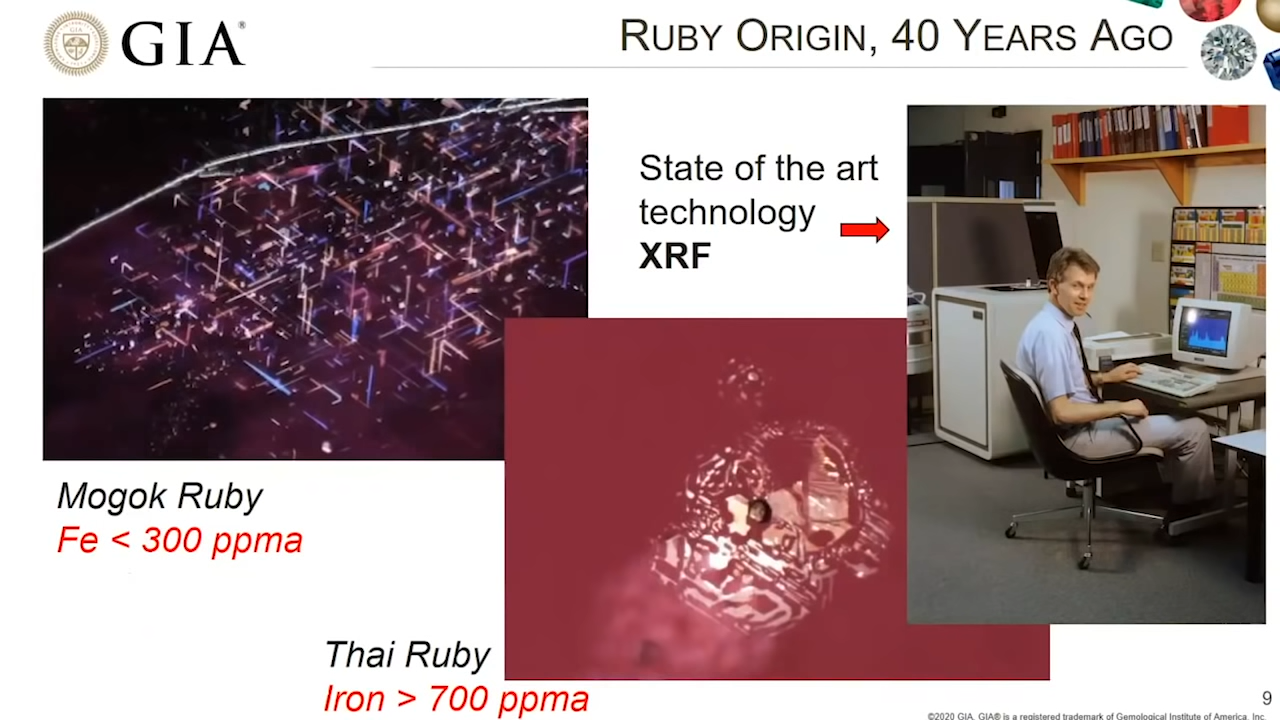 GIA®
RUBY ORIGIN, 40 YEARS AGO
State of the art
technology
XRF
Mogok Ruby
Fe < 300 ppma
Thai Ruby
Iron > 700 ppma
9
©2020 GIA. GIA® is a registered trademark of Gemological Institute of America, Inc.